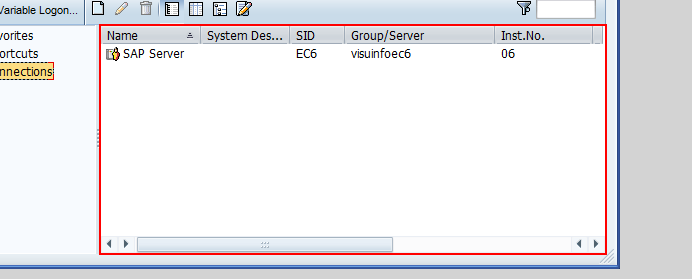 Variable Logon...
vorites
ortcuts
nnections
Name System Des... SID Group/Server Inst.No.
SAP Server EC6 visuinfoec6 06